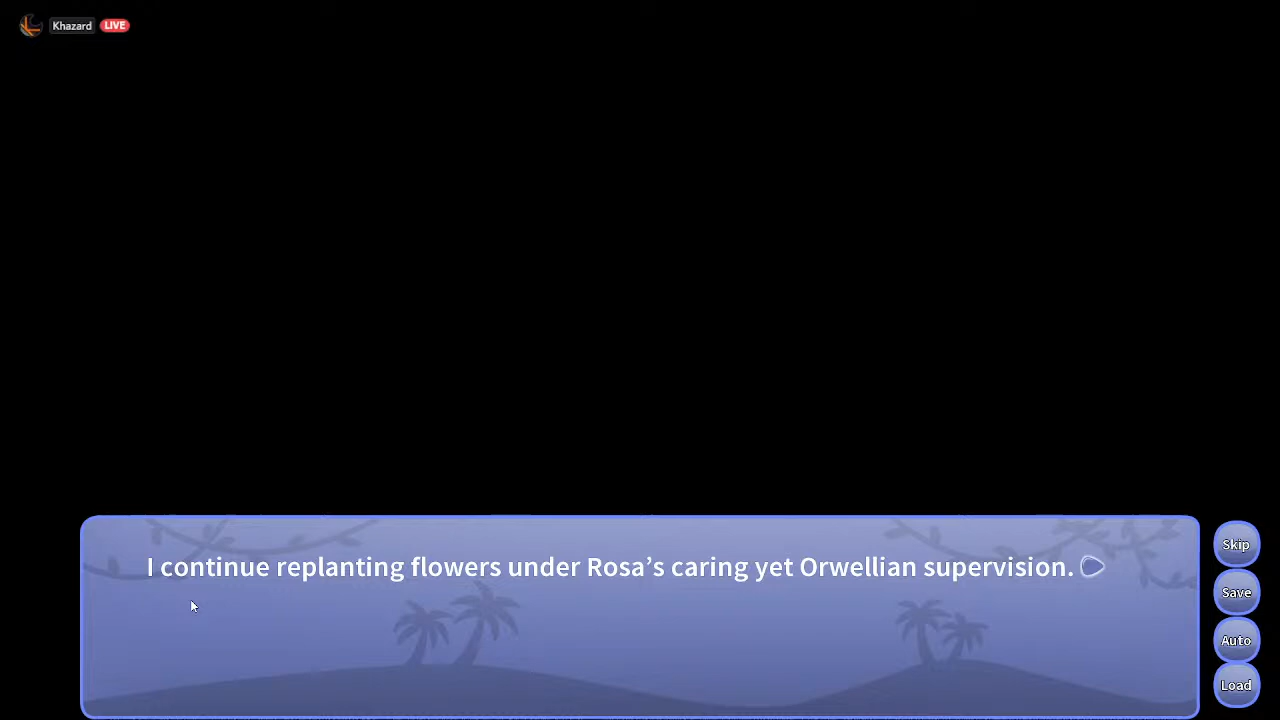 Khazard
LIVE
I continue replanting flowers under Rosa’s caring yet Orwellian supervision.
Skip
Save
Auto
Load